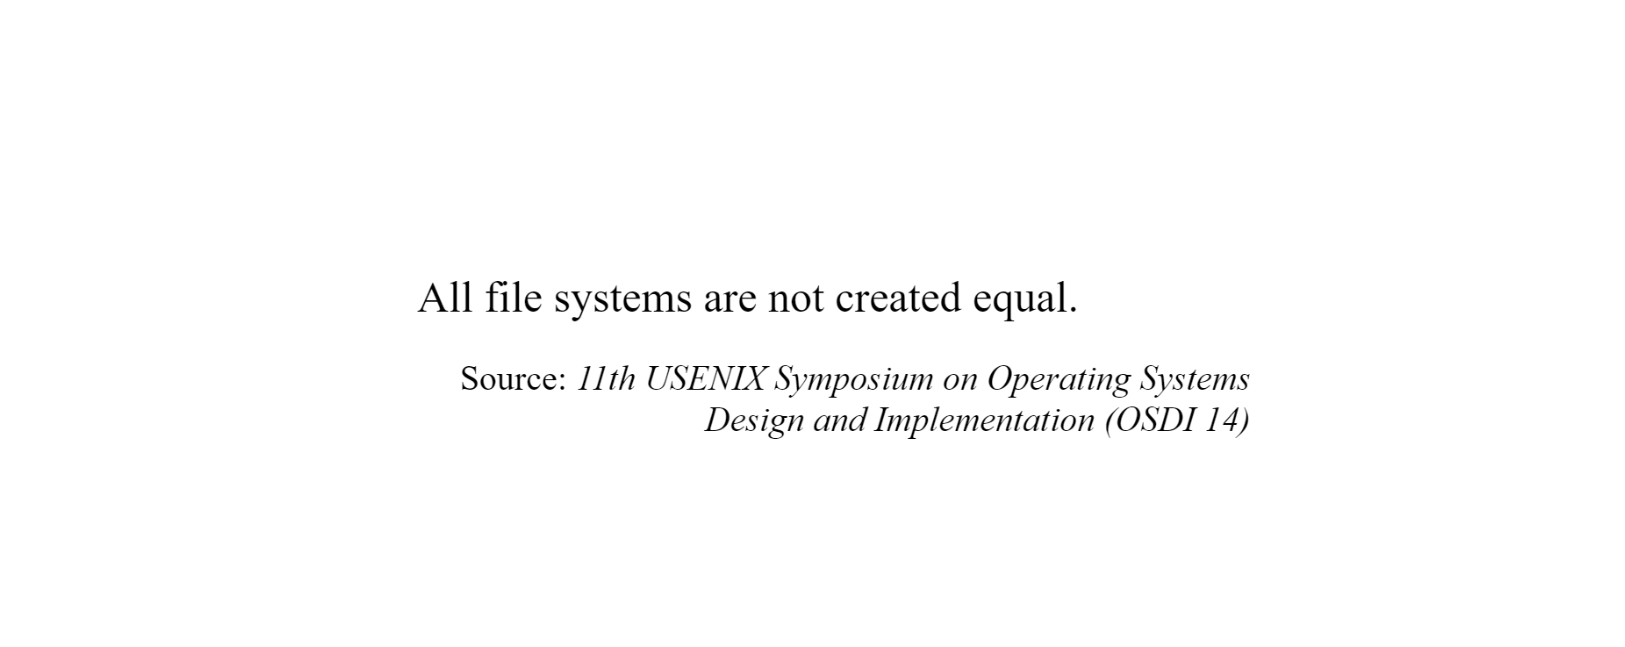 All file systems are not created equal.
Source: 11th USENIX Symposium on Operating Systems
Design and Implementation (OSDI 14)